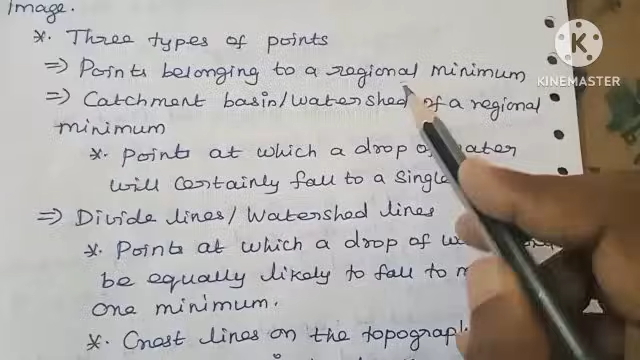 image.
*. Three types of points
⇒ Points belonging to a regional minimum
⇒ Catchment basin/watershed of a regional
minimum
*. Points at which a drop of water
will certainly fall to a single
⇒ Divide lines/Watershed lines
*. Points at which a drop of
be equally likely to fall to
one minimum.
*. Crest lines on the
K
KINEMASTER